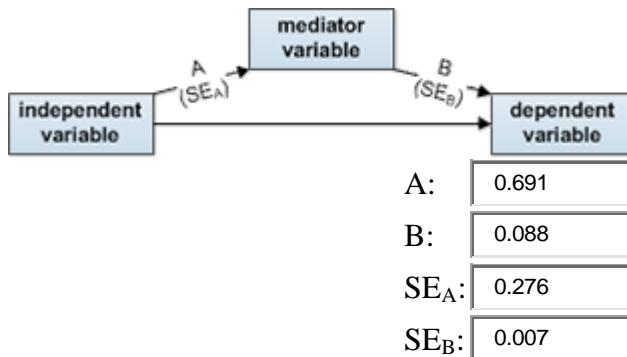 mediator
variable
A
(SEA)
B
(SEB)
independent
variable
dependent
variable
A: 0.691
B: 0.088
SEA: 0.276
SEB: 0.007